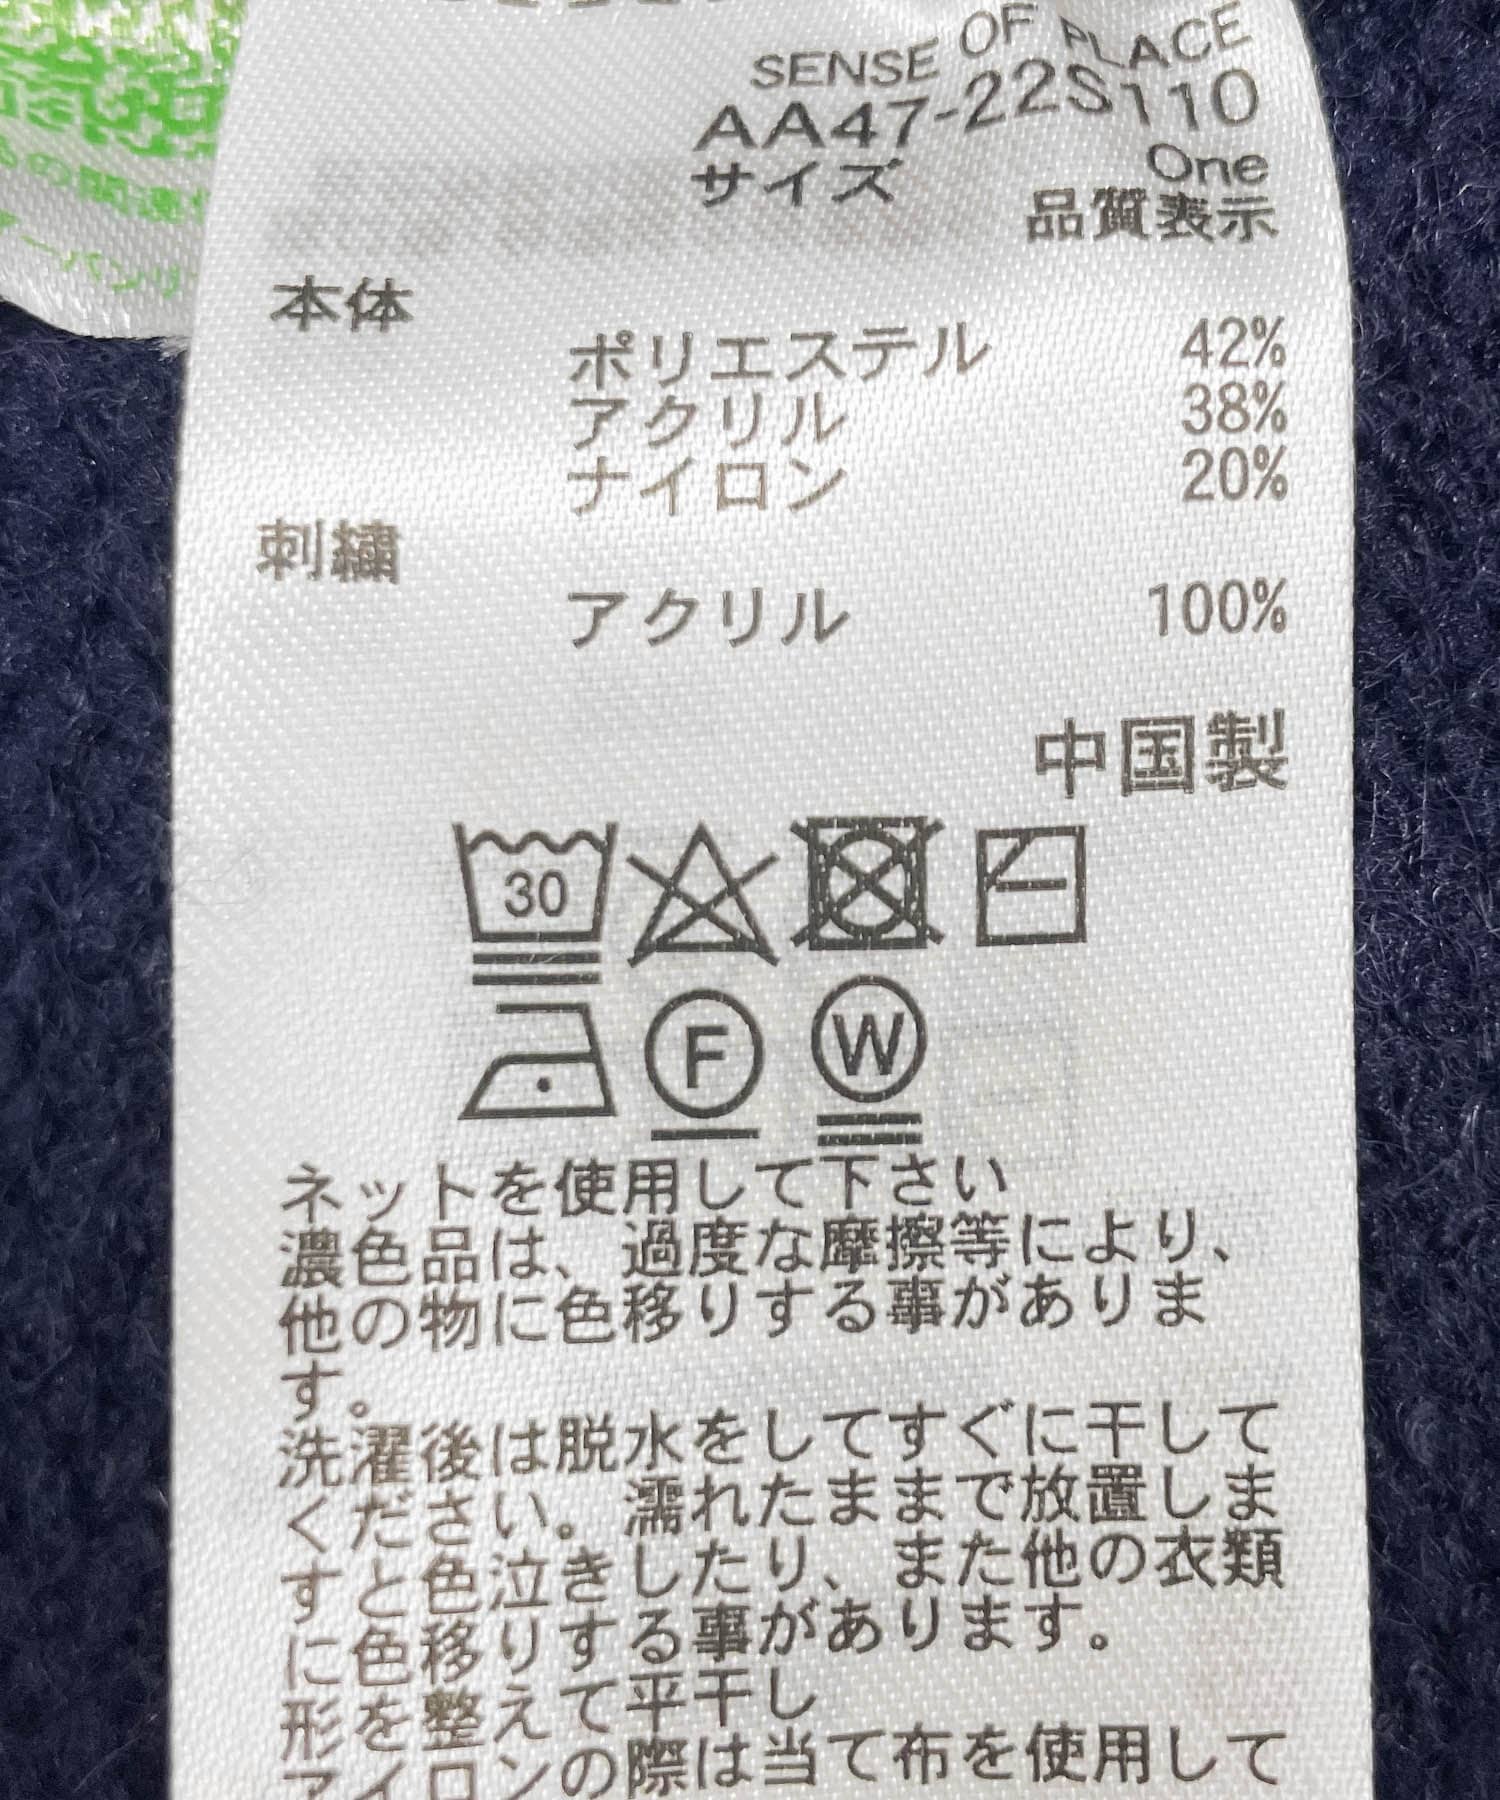 SENSE OF PLACE
AA47-22S110
サイズ One
品質表示
本体
ポリエステル 42%
アクリル 38%
ナイロン 20%
刺繍
アクリル 100%
中国製
30
F W
ネットを使用して下さい
濃色品は、過度な摩擦等により、
他の物に色移りする事がありま
す。
洗濯後は脱水をしてすぐに干して
ください。濡れたままで放置しま
すと色泣きしたり、また他の衣類
に色移りする事があります。
形を整えて平干し
アイロンの際は当て布を使用して
の関連
アーバンリ